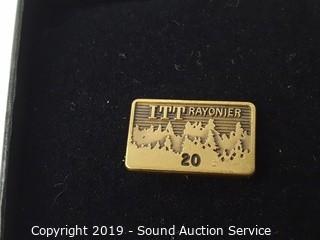 ITT RAYONIER
20
Copyright 2019 - Sound Auction Service